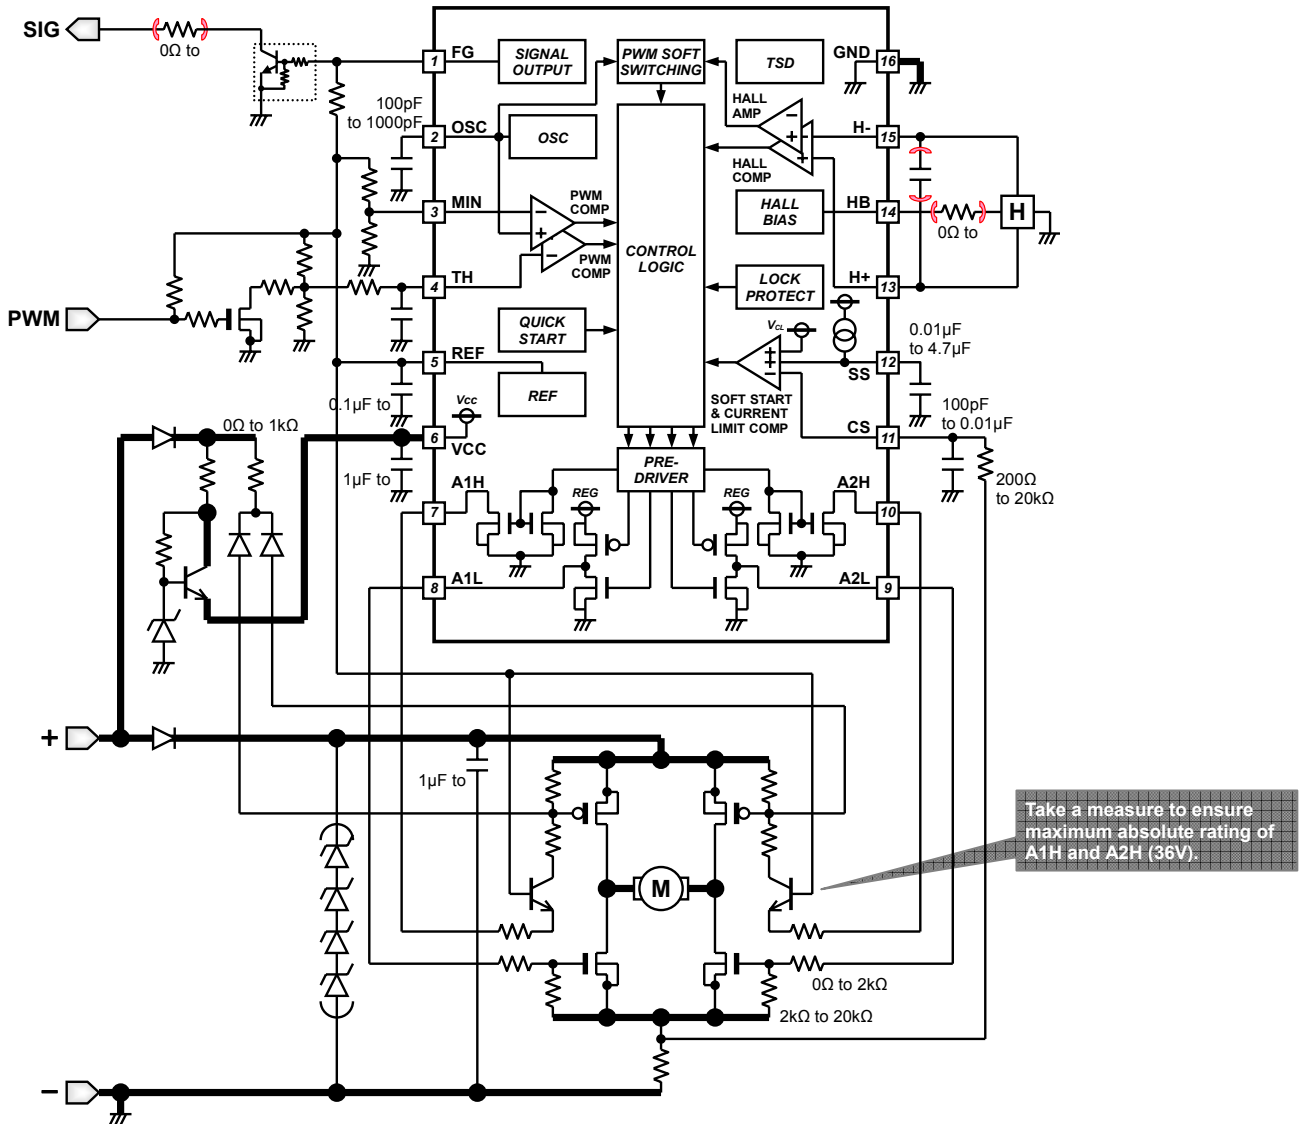 SIG
0Ω to
1
FG
SIGNAL
OUTPUT
PWM SOFT
SWITCHING
TSD
GND
16
100pF
to 1000pF
2
OSC
OSC
HALL
AMP
H-
15
HALL
COMP
3
MIN
PWM
COMP
PWM
COMP
CONTROL
LOGIC
HALL
BIAS
HB
14
0Ω to
H
4
TH
LOCK
PROTECT
H+
13
PWM
QUICK
START
VCL
0.01µF
to 4.7µF
5
REF
REF
SS
12
0.1µF to
SOFT START
& CURRENT
LIMIT COMP
100pF
to 0.01µF
0Ω to 1kΩ
Vcc
6
VCC
CS
11
1µF to
PRE-
DRIVER
200Ω
to 20kΩ
A1H
7
REG
REG
A2H
10
8
A1L
A2L
9
+
1µF to
Take a measure to ensure
maximum absolute rating of
A1H and A2H (36V).
M
0Ω to 2kΩ
2kΩ to 20kΩ
−